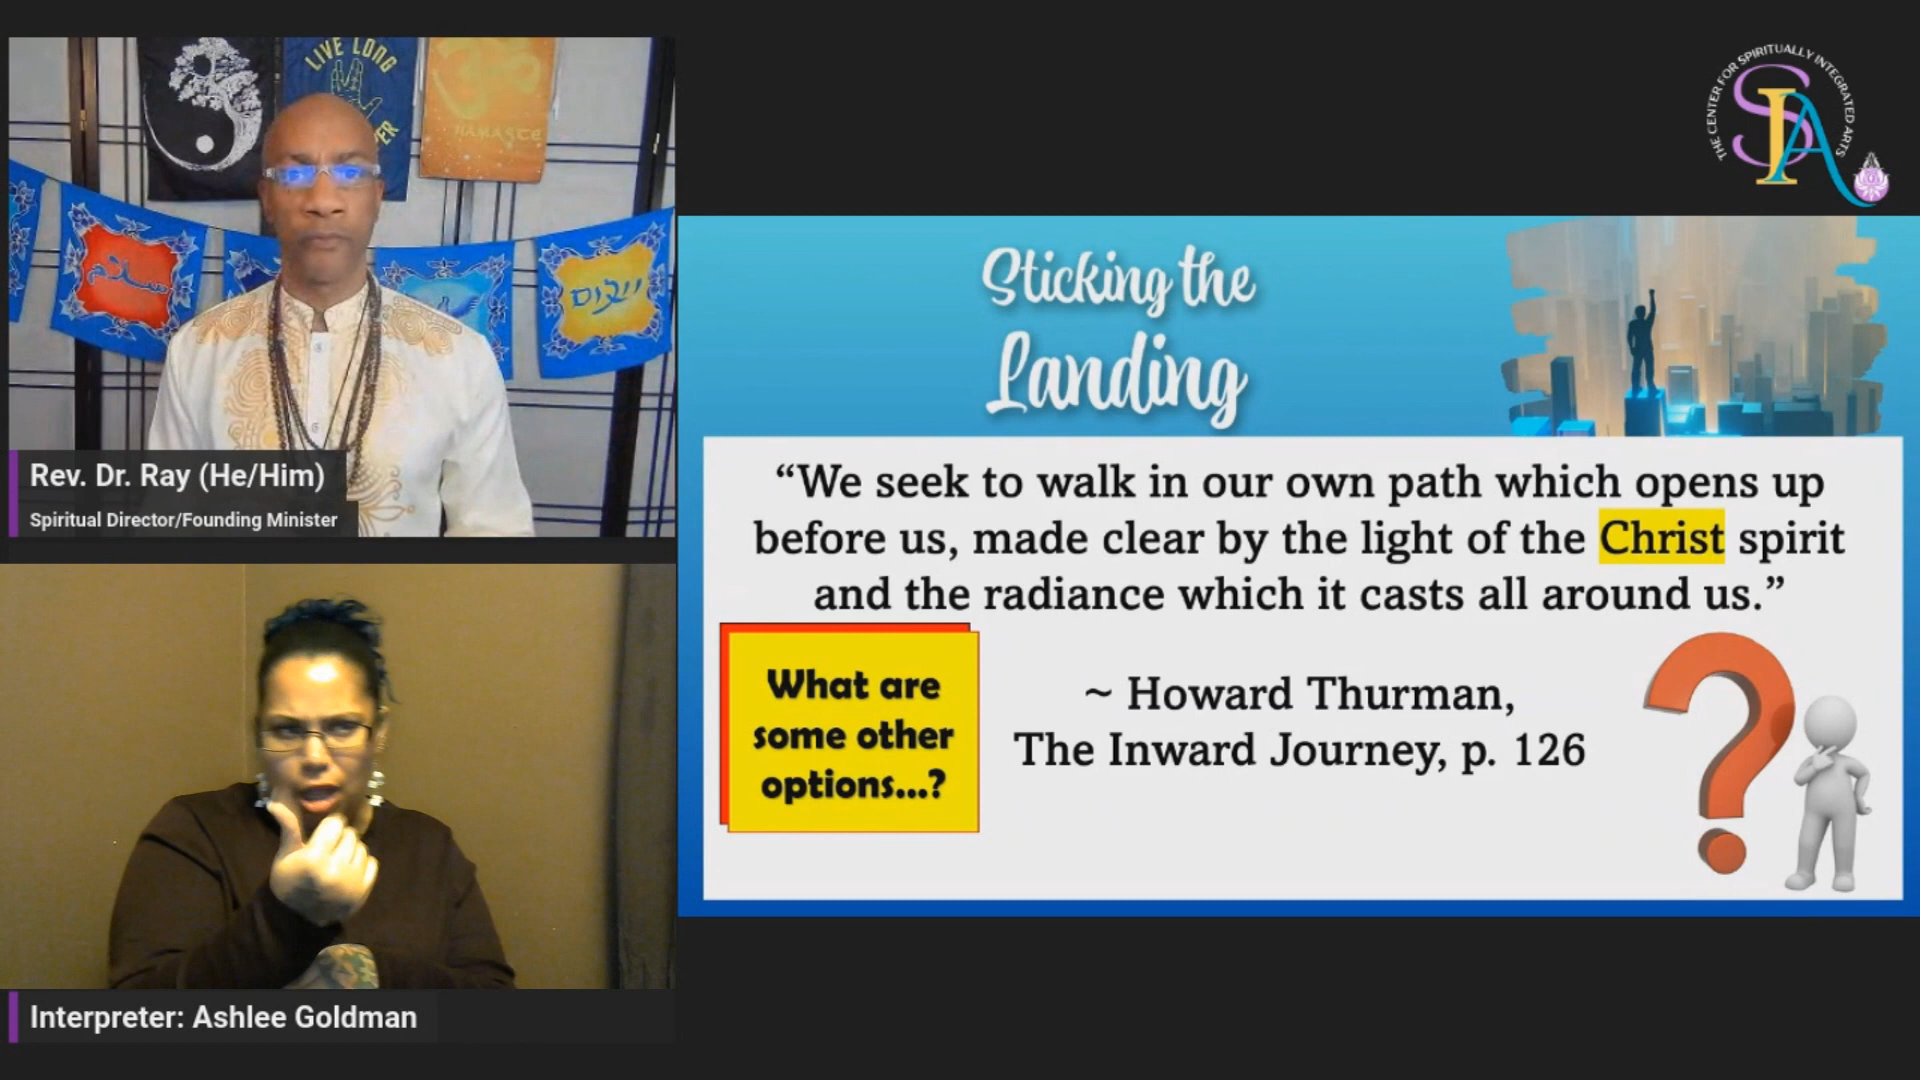 LIVE LONG
PER
NAMASTE
سلام
Rev. Dr. Ray (He/Him)
Spiritual Director/Founding Minister
Interpreter: Ashlee Goldman
THE CENTER FOR SPIRITUALLY INTEGRATED ARTS
SIA
Sticking the
Landing
“We seek to walk in our own path which opens up
before us, made clear by the light of the Christ spirit
and the radiance which it casts all around us.”
What are
some other
options...?
~ Howard Thurman,
The Inward Journey, p. 126